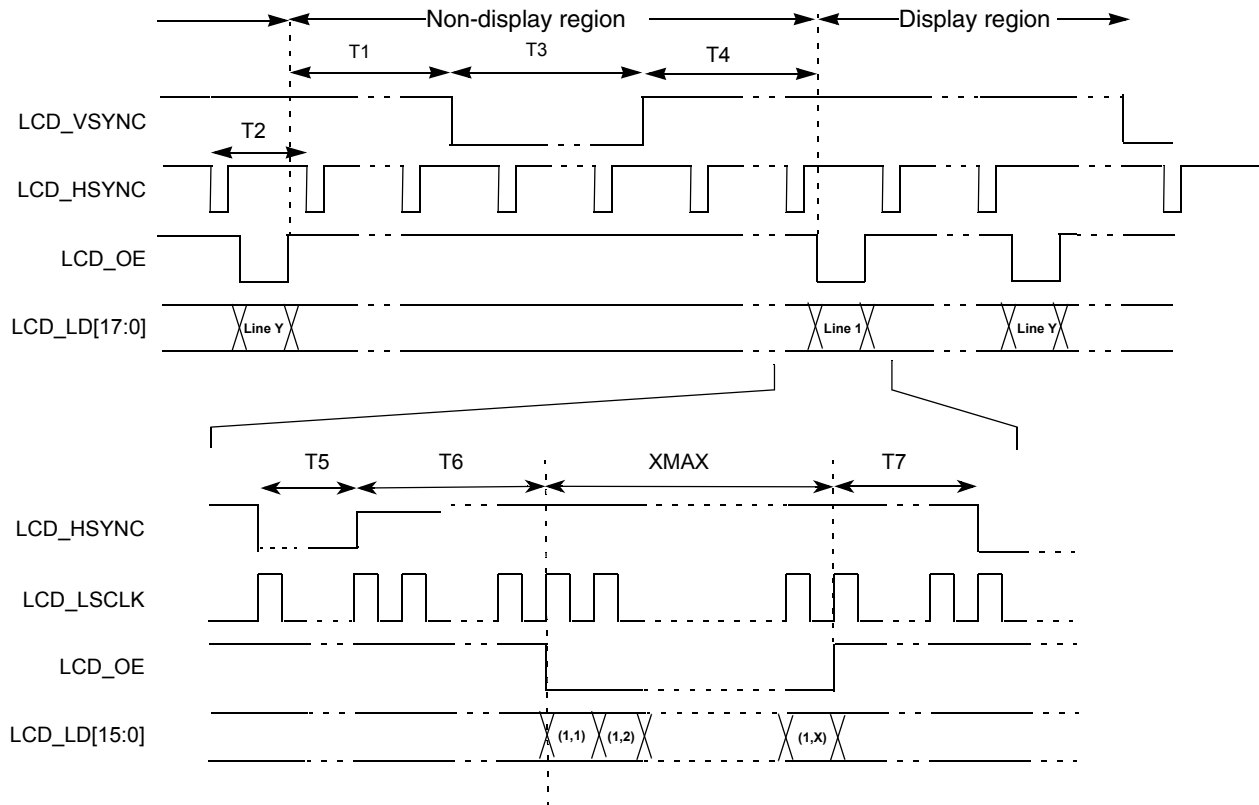 Non-display region Display region
T1 T3 T4
LCD_VSYNC
T2
LCD_HSYNC
LCD_OE
LCD_LD[17:0] Line Y Line 1 Line Y
T5 T6 XMAX T7
LCD_HSYNC
LCD_LSCLK
LCD_OE
LCD_LD[15:0] (1,1) (1,2) (1,X)